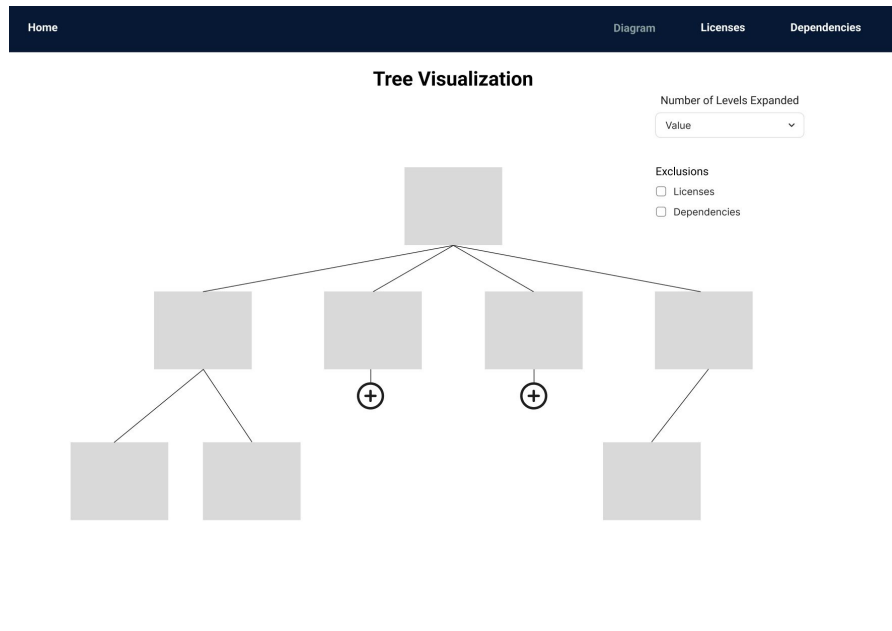 Home Diagram Licenses Dependencies
Tree Visualization
Number of Levels Expanded
Value
Exclusions
Licenses
Dependencies